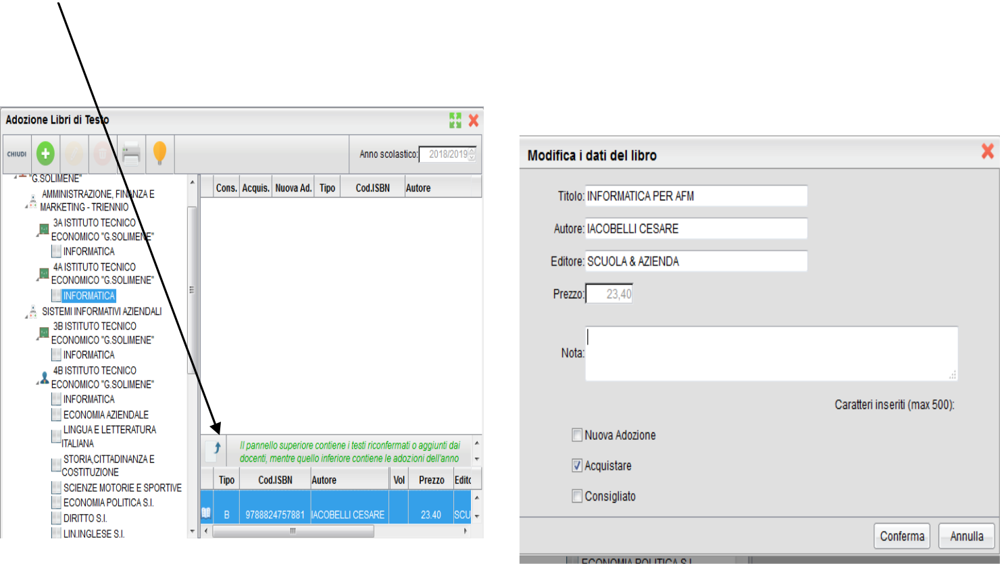 Adozione Libri di Testo
CHIUDI
Anno scolastico: 2018/2019
"G.SOLIMENE"
AMMINISTRAZIONE, FINANZA E
MARKETING - TRIENNIO
3A ISTITUTO TECNICO
ECONOMICO "G.SOLIMENE"
INFORMATICA
4A ISTITUTO TECNICO
ECONOMICO "G.SOLIMENE"
INFORMATICA
SISTEMI INFORMATIVI AZIENDALI
3B ISTITUTO TECNICO
ECONOMICO "G.SOLIMENE"
INFORMATICA
4B ISTITUTO TECNICO
ECONOMICO "G.SOLIMENE"
INFORMATICA
ECONOMIA AZIENDALE
LINGUA E LETTERATURA
ITALIANA
STORIA,CITTADINANZA E
COSTITUZIONE
SCIENZE MOTORIE E SPORTIVE
ECONOMIA POLITICA S.I.
DIRITTO S.I.
LIN.INGLESE S.I.
Cons. Acquis. Nuova Ad. Tipo Cod.ISBN Autore
Il pannello superiore contiene i testi riconfermati o aggiunti dai
docenti, mentre quello inferiore contiene le adozioni dell'anno
Tipo Cod.ISBN Autore Vol Prezzo Edito
B 9788824757881 IACOBELLI CESARE 23.40 SCU
Modifica i dati del libro
Titolo: INFORMATICA PER AFM
Autore: IACOBELLI CESARE
Editore: SCUOLA & AZIENDA
Prezzo: 23,40
Nota:
Caratteri inseriti (max 500):
Nuova Adozione
Acquistare
Consigliato
Conferma Annulla
ECONOMIA POLITICA S.I.